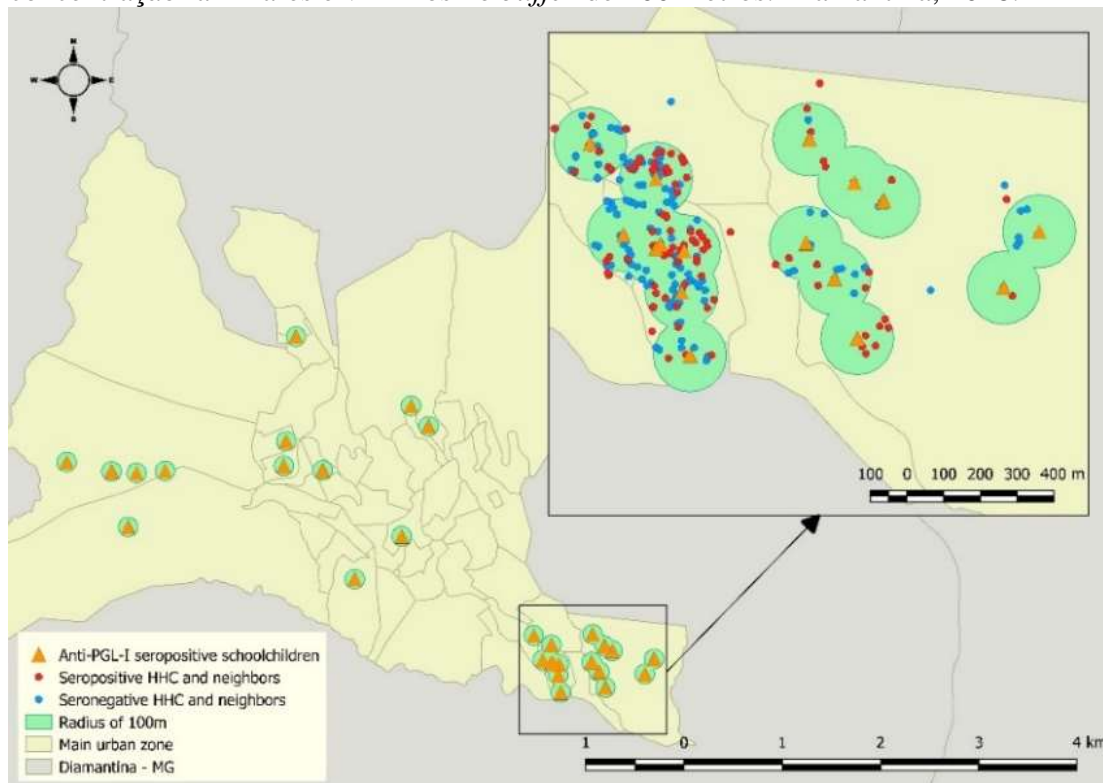 N
W E
S
100 0 100 200 300 400 m
Anti-PGL-I seropositive schoolchildren
Seropositive HHC and neighbors
Seronegative HHC and neighbors
Radius of 100m
Main urban zone
Diamantina - MG
1 0 1 2 3 4 km